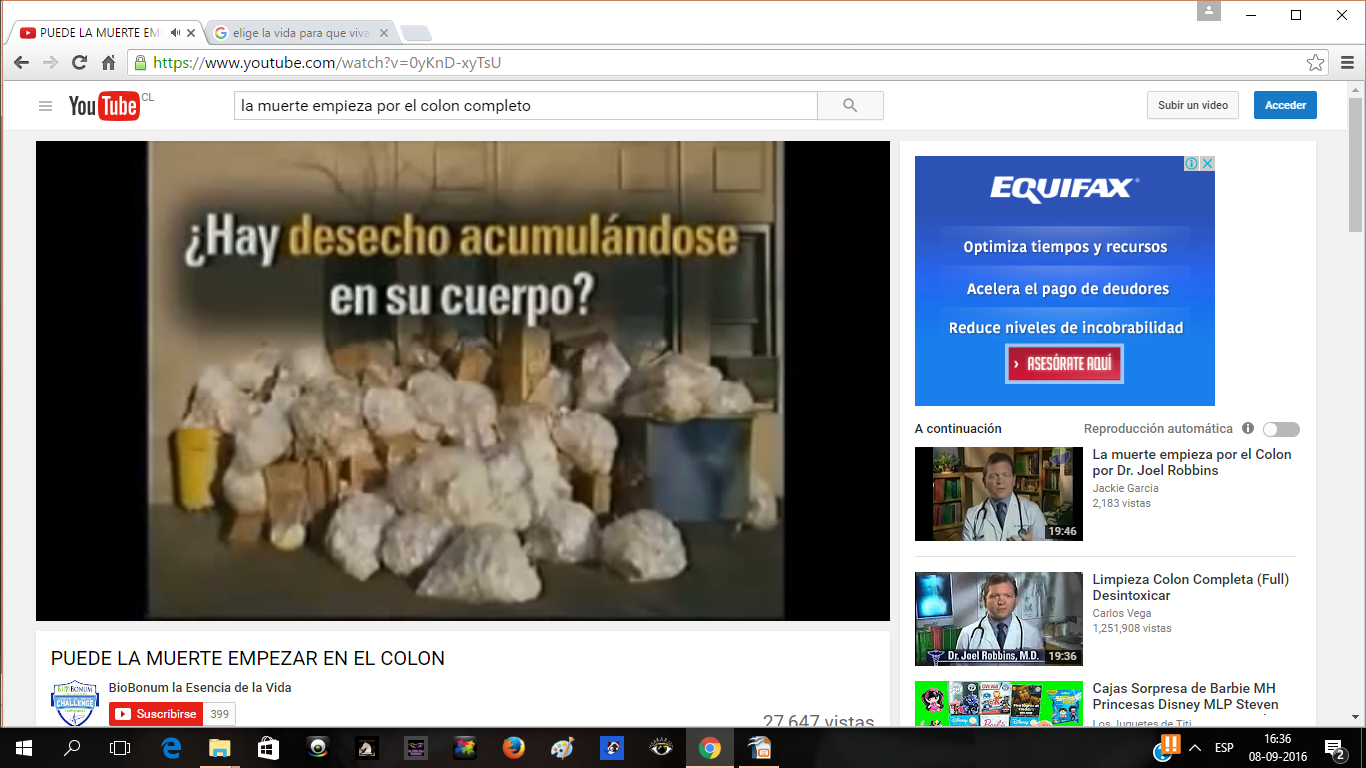 PUEDE LA MUERTE EM
elige la vida para que viva
https://www.youtube.com/watch?v=0yKnD-xyTsU
YouTube CL
la muerte empieza por el colon completo
Subir un video
Acceder
¿Hay desecho acumulándose
en su cuerpo?
EQUIFAX
Optimiza tiempos y recursos
Acelera el pago de deudores
Reduce niveles de incobrabilidad
› ASESÓRATE AQUÍ
A continuación
Reproducción automática
La muerte empieza por el Colon
por Dr. Joel Robbins
Jackie Garcia
2,183 vistas
19:46
Limpieza Colon Completa (Full)
Desintoxicar
Carlos Vega
1,251,908 vistas
Dr. Joel Robbins, M.D.
19:36
Cajas Sorpresa de Barbie MH
Princesas Disney MLP Steven
Los Juguetes de Titi
PUEDE LA MUERTE EMPEZAR EN EL COLON
BIOBONUM
CHALLENGE
BioBonum la Esencia de la Vida
Suscribirse
399
27,647 vistas
ESP
16:36
08-09-2016
2